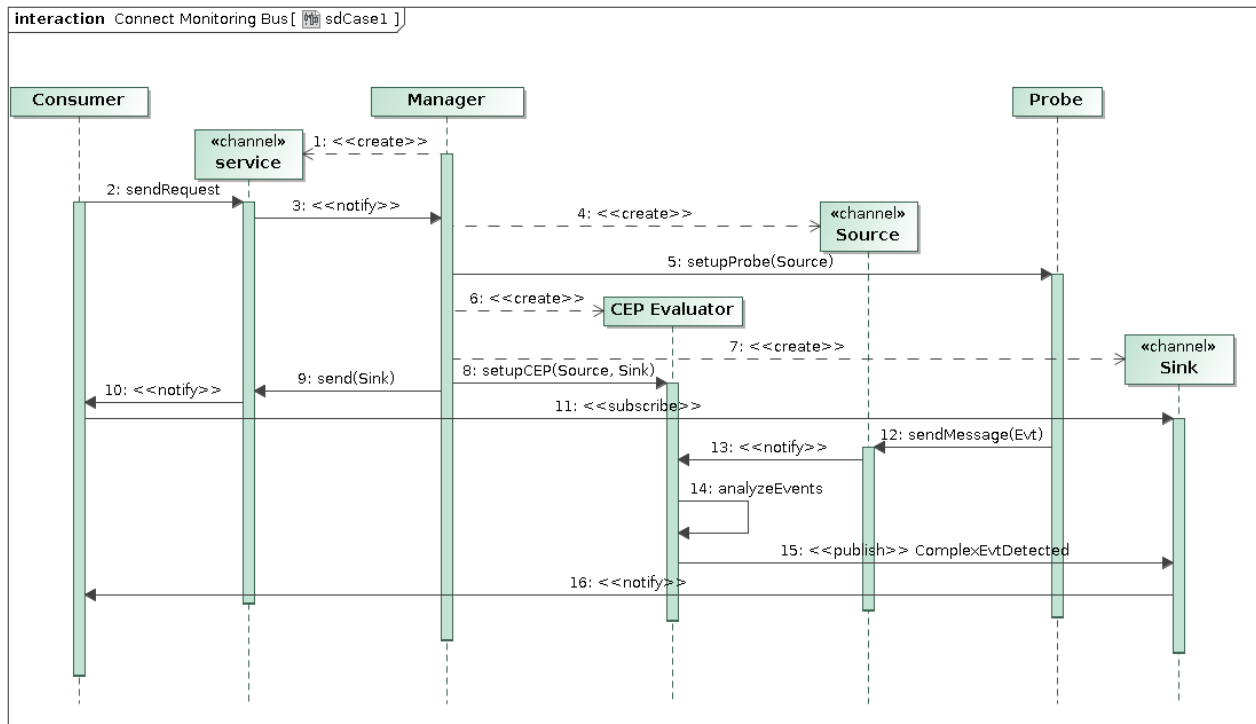 interaction Connect Monitoring Bus[ sdCase1 ]
Consumer
Manager
Probe
«channel»
service
1: <<create>>
2: sendRequest
3: <<notify>>
4: <<create>>
«channel»
Source
5: setupProbe(Source)
6: <<create>>
CEP Evaluator
7: <<create>>
«channel»
Sink
8: setupCEP(Source, Sink)
9: send(Sink)
10: <<notify>>
11: <<subscribe>>
12: sendMessage(Evt)
13: <<notify>>
14: analyzeEvents
15: <<publish>> ComplexEvtDetected
16: <<notify>>